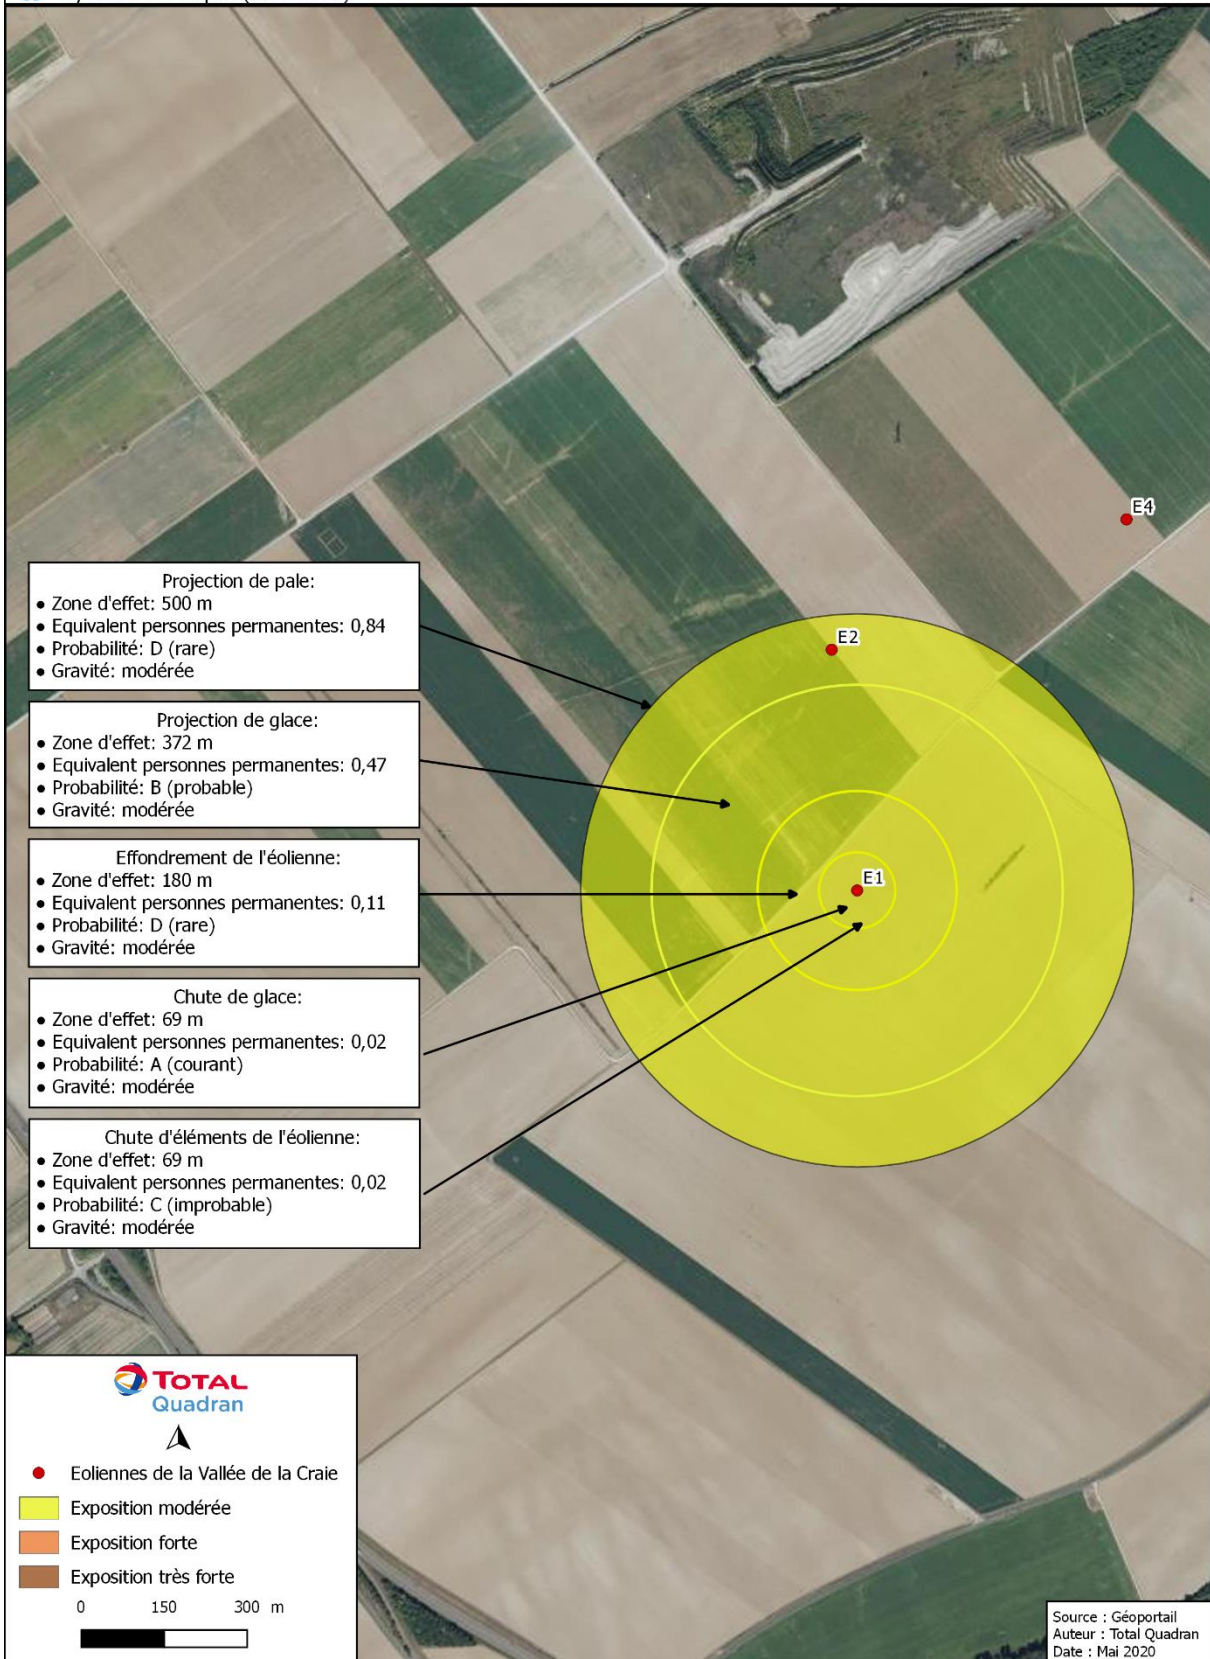 E4
E2
E1
Projection de pale:
• Zone d'effet: 500 m
• Equivalent personnes permanentes: 0,84
• Probabilité: D (rare)
• Gravité: modérée
Projection de glace:
• Zone d'effet: 372 m
• Equivalent personnes permanentes: 0,47
• Probabilité: B (probable)
• Gravité: modérée
Effondrement de l'éolienne:
• Zone d'effet: 180 m
• Equivalent personnes permanentes: 0,11
• Probabilité: D (rare)
• Gravité: modérée
Chute de glace:
• Zone d'effet: 69 m
• Equivalent personnes permanentes: 0,02
• Probabilité: A (courant)
• Gravité: modérée
Chute d'éléments de l'éolienne:
• Zone d'effet: 69 m
• Equivalent personnes permanentes: 0,02
• Probabilité: C (improbable)
• Gravité: modérée
TOTAL
Quadran
Eoliennes de la Vallée de la Craie
Exposition modérée
Exposition forte
Exposition très forte
0 150 300 m
Source : Géoportail
Auteur : Total Quadran
Date : Mai 2020